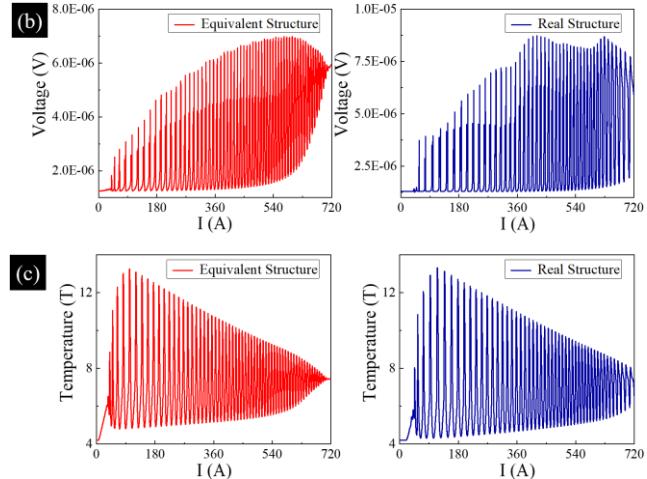 (b)
8.0E-06
6.0E-06
4.0E-06
2.0E-06
Voltage (V)
Equivalent Structure
0 180 360 540 720
I (A)
1.0E-05
7.5E-06
5.0E-06
2.5E-06
Voltage (V)
Real Structure
0 180 360 540 720
I (A)
(c)
12
8
4
Temperature (T)
Equivalent Structure
0 180 360 540 720
I (A)
12
8
4
Temperature (T)
Real Structure
0 180 360 540 720
I (A)